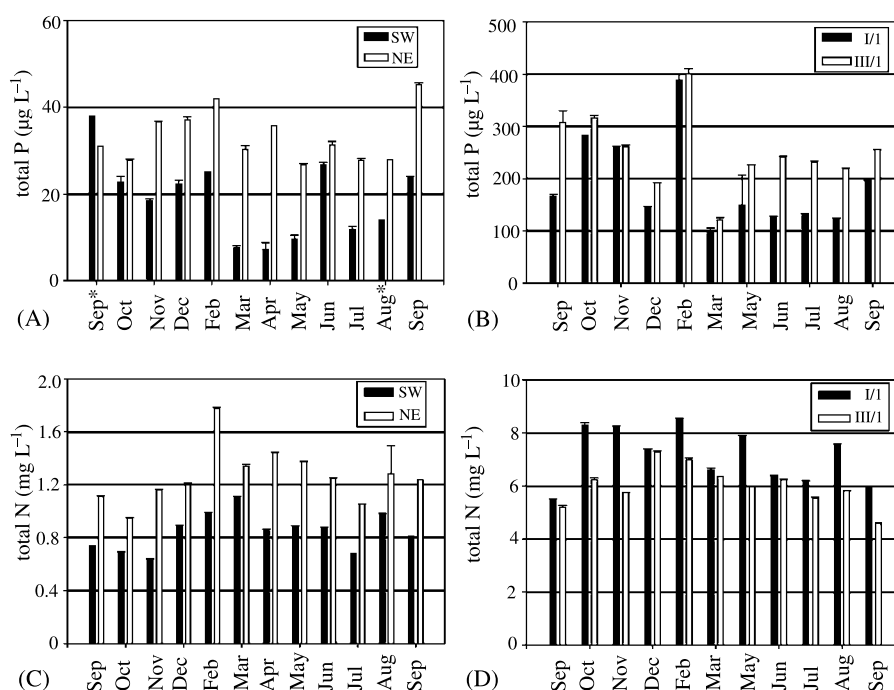 60
40
20
0
total P (µg L⁻¹)
SW
NE
Sep*
Oct
Nov
Dec
Feb
Mar
Apr
May
Jun
Jul
Aug*
Sep
(A)
500
400
300
200
100
0
total P (µg L⁻¹)
I/1
III/1
Sep
Oct
Nov
Dec
Feb
Mar
May
Jun
Jul
Aug
Sep
(B)
2.0
1.6
1.2
0.8
0.4
0
total N (mg L⁻¹)
SW
NE
Sep
Oct
Nov
Dec
Feb
Mar
Apr
May
Jun
Jul
Aug
Sep
(C)
10
8
6
4
2
0
total N (mg L⁻¹)
I/1
III/1
Sep
Oct
Nov
Dec
Feb
Mar
May
Jun
Jul
Aug
Sep
(D)